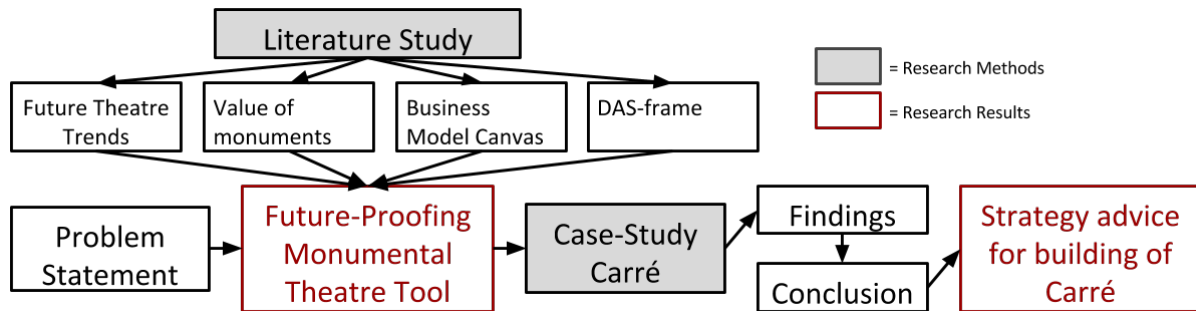 Literature Study
= Research Methods
= Research Results
Future Theatre
Trends
Value of
monuments
Business
Model Canvas
DAS-frame
Problem
Statement
Future-Proofing
Monumental
Theatre Tool
Case-Study
Carré
Findings
Conclusion
Strategy advice
for building of
Carré